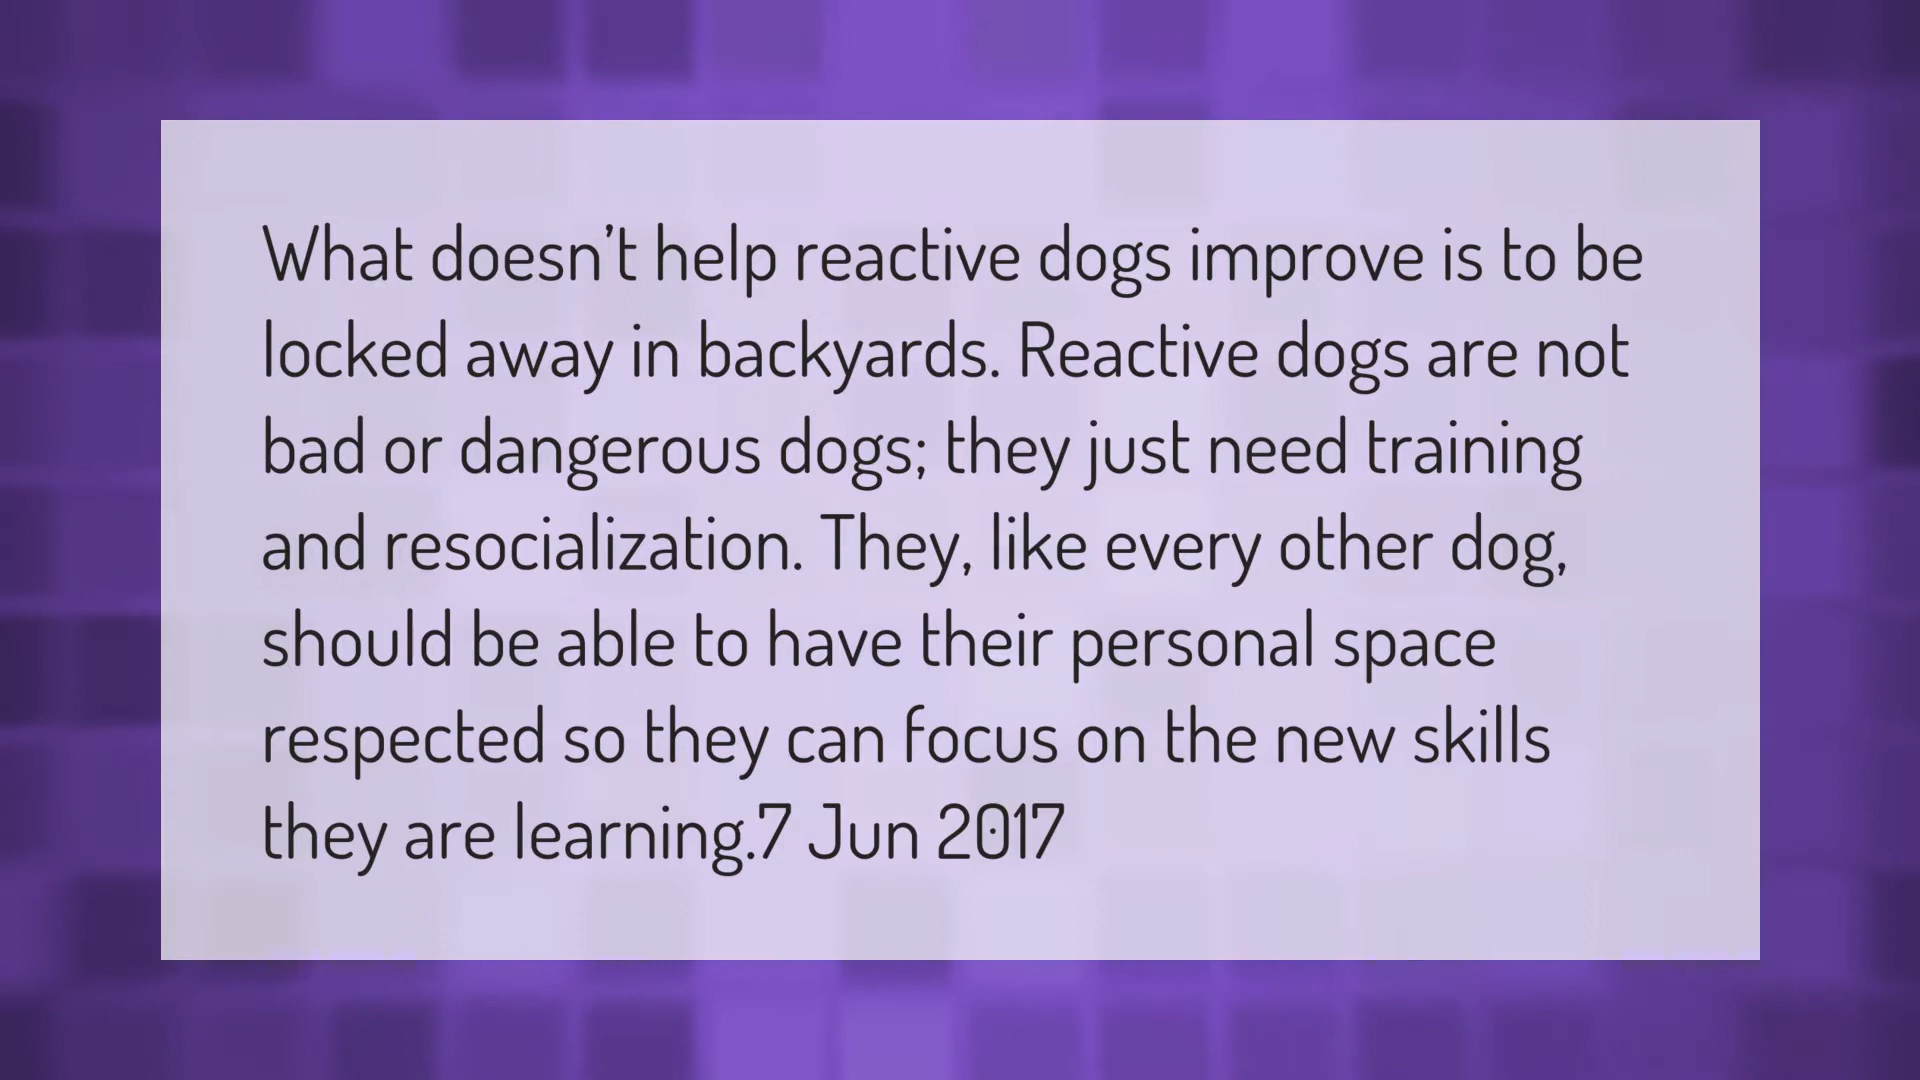 What doesn't help reactive dogs improve is to be
locked away in backyards. Reactive dogs are not
bad or dangerous dogs; they just need training
and resocialization. They, like every other dog,
should be able to have their personal space
respected so they can focus on the new skills
they are learning.7 Jun 2017